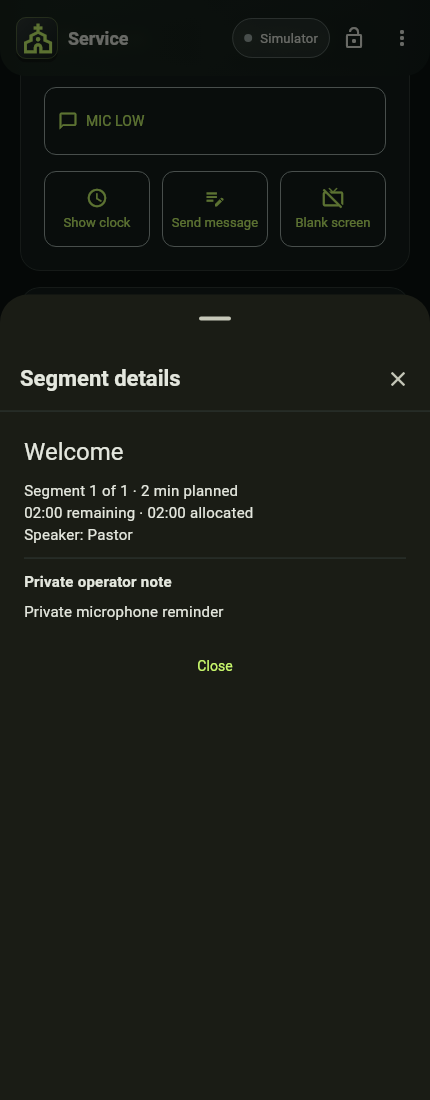 Service
Simulator
MIC LOW
Show clock
Send message
Blank screen
Segment details
Welcome
Segment 1 of 1 · 2 min planned
02:00 remaining · 02:00 allocated
Speaker: Pastor
Private operator note
Private microphone reminder
Close